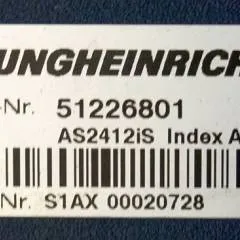 UNGHEINRICH
-Nr. 51226801
AS2412iS Index A
Nr. S1AX 00020728